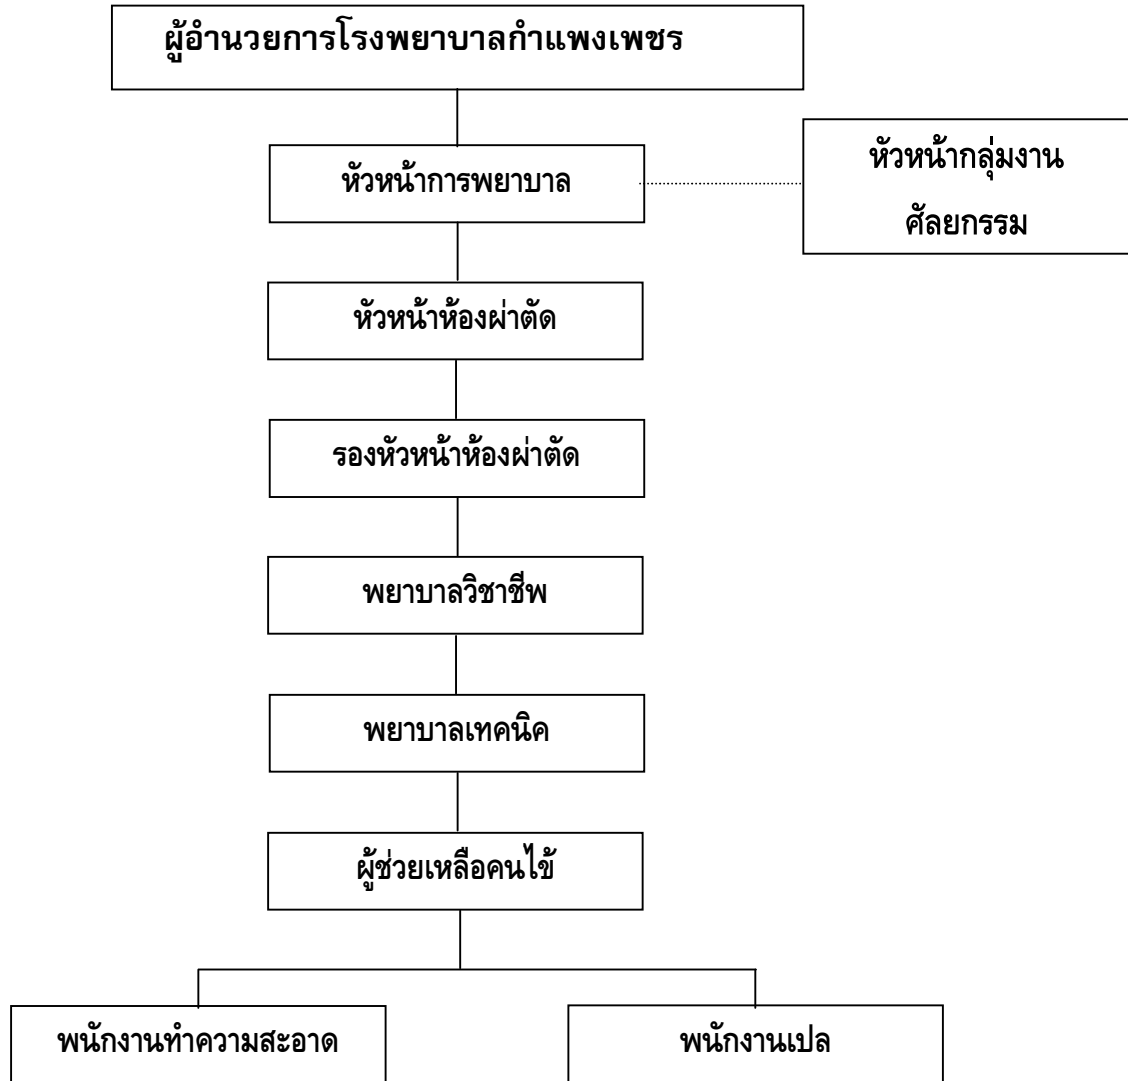 ผู้อำนวยการโรงพยาบาลกำแพงเพชร
หัวหน้าการพยาบาล
หัวหน้ากลุ่มงาน
ศัลยกรรม
หัวหน้าห้องผ่าตัด
รองหัวหน้าห้องผ่าตัด
พยาบาลวิชาชีพ
พยาบาลเทคนิค
ผู้ช่วยเหลือคนไข้
พนักงานทำความสะอาด
พนักงานเปล